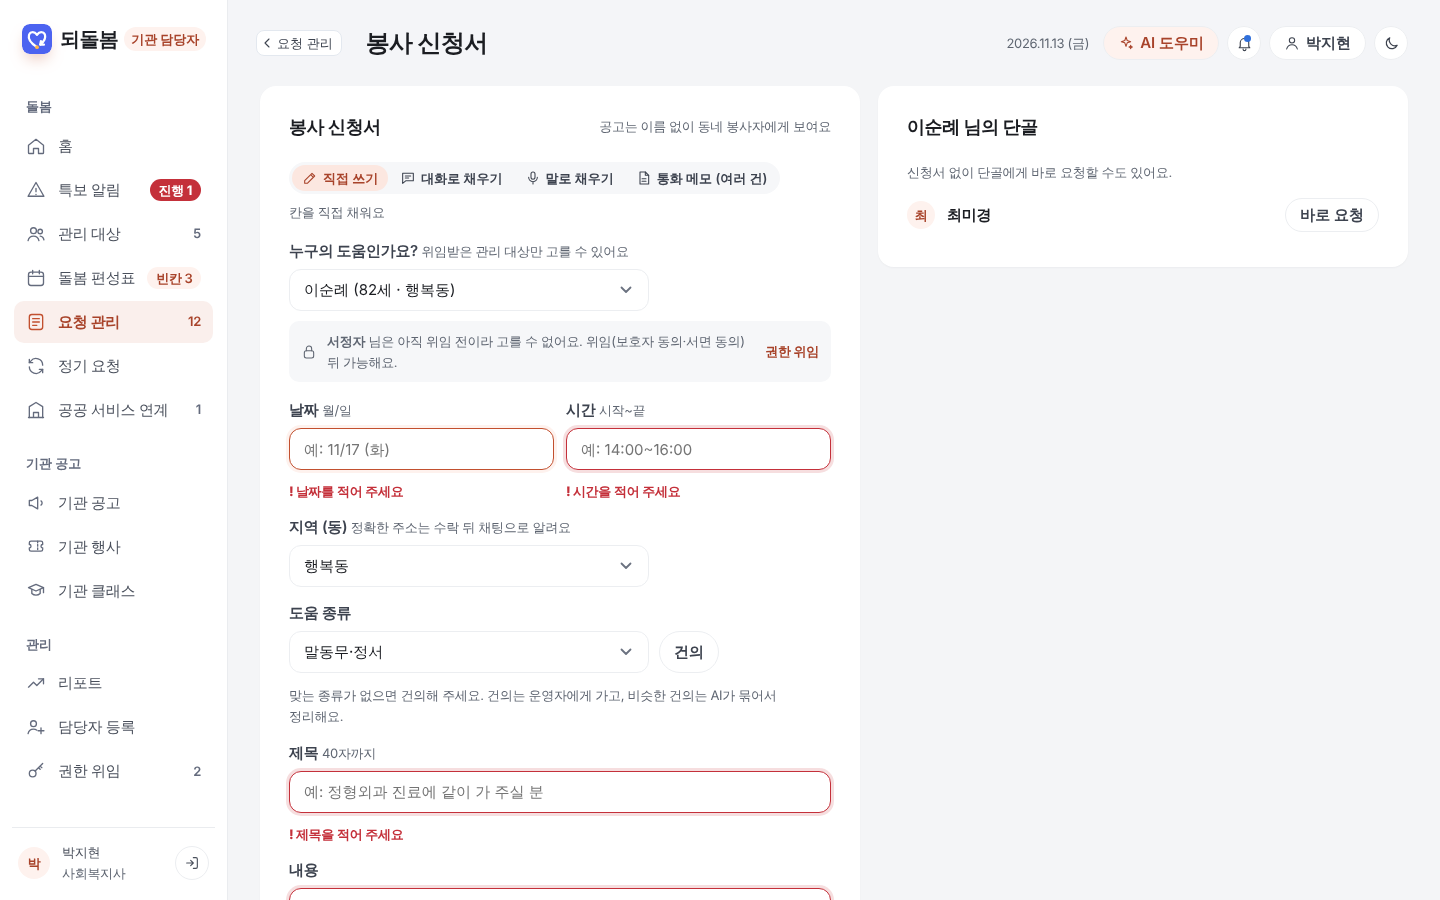 되돌봄
기관 담당자
돌봄
홈
특보 알림
진행 1
관리 대상
5
돌봄 편성표
빈칸 3
요청 관리
12
정기 요청
공공 서비스 연계
1
기관 공고
기관 공고
기관 행사
기관 클래스
관리
리포트
담당자 등록
권한 위임
2
박
박지현
사회복지사
요청 관리
봉사 신청서
2026.11.13 (금)
AI 도우미
박지현
봉사 신청서
공고는 이름 없이 동네 봉사자에게 보여요
직접 쓰기
대화로 채우기
말로 채우기
통화 메모 (여러 건)
칸을 직접 채워요
누구의 도움인가요? 위임받은 관리 대상만 고를 수 있어요
이순례 (82세 · 행복동)
서정자 님은 아직 위임 전이라 고를 수 없어요. 위임(보호자 동의·서면 동의)
뒤 가능해요.
권한 위임
날짜 월/일
시간 시작~끝
예: 11/17 (화)
예: 14:00~16:00
! 날짜를 적어 주세요
! 시간을 적어 주세요
지역 (동) 정확한 주소는 수락 뒤 채팅으로 알려요
행복동
도움 종류
말동무·정서
건의
맞는 종류가 없으면 건의해 주세요. 건의는 운영자에게 가고, 비슷한 건의는 AI가 묶어서
정리해요.
제목 40자까지
예: 정형외과 진료에 같이 가 주실 분
! 제목을 적어 주세요
내용
이순례 님의 단골
신청서 없이 단골에게 바로 요청할 수도 있어요.
최
최미경
바로 요청